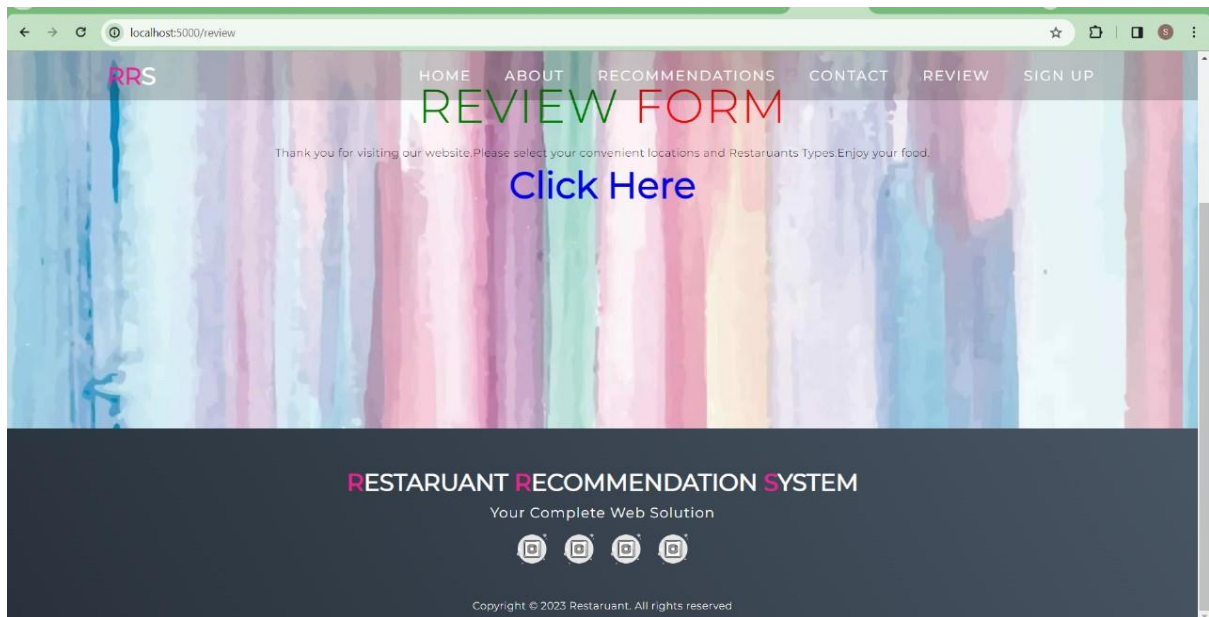 localhost:5000/review
RRS
HOME ABOUT RECOMMENDATIONS CONTACT REVIEW SIGN UP
REVIEW FORM
Thank you for visiting our website.Please select your convenient locations and Restaruants Types.Enjoy your food.
Click Here
RESTARUANT RECOMMENDATION SYSTEM
Your Complete Web Solution
Copyright © 2023 Restaruant. All rights reserved